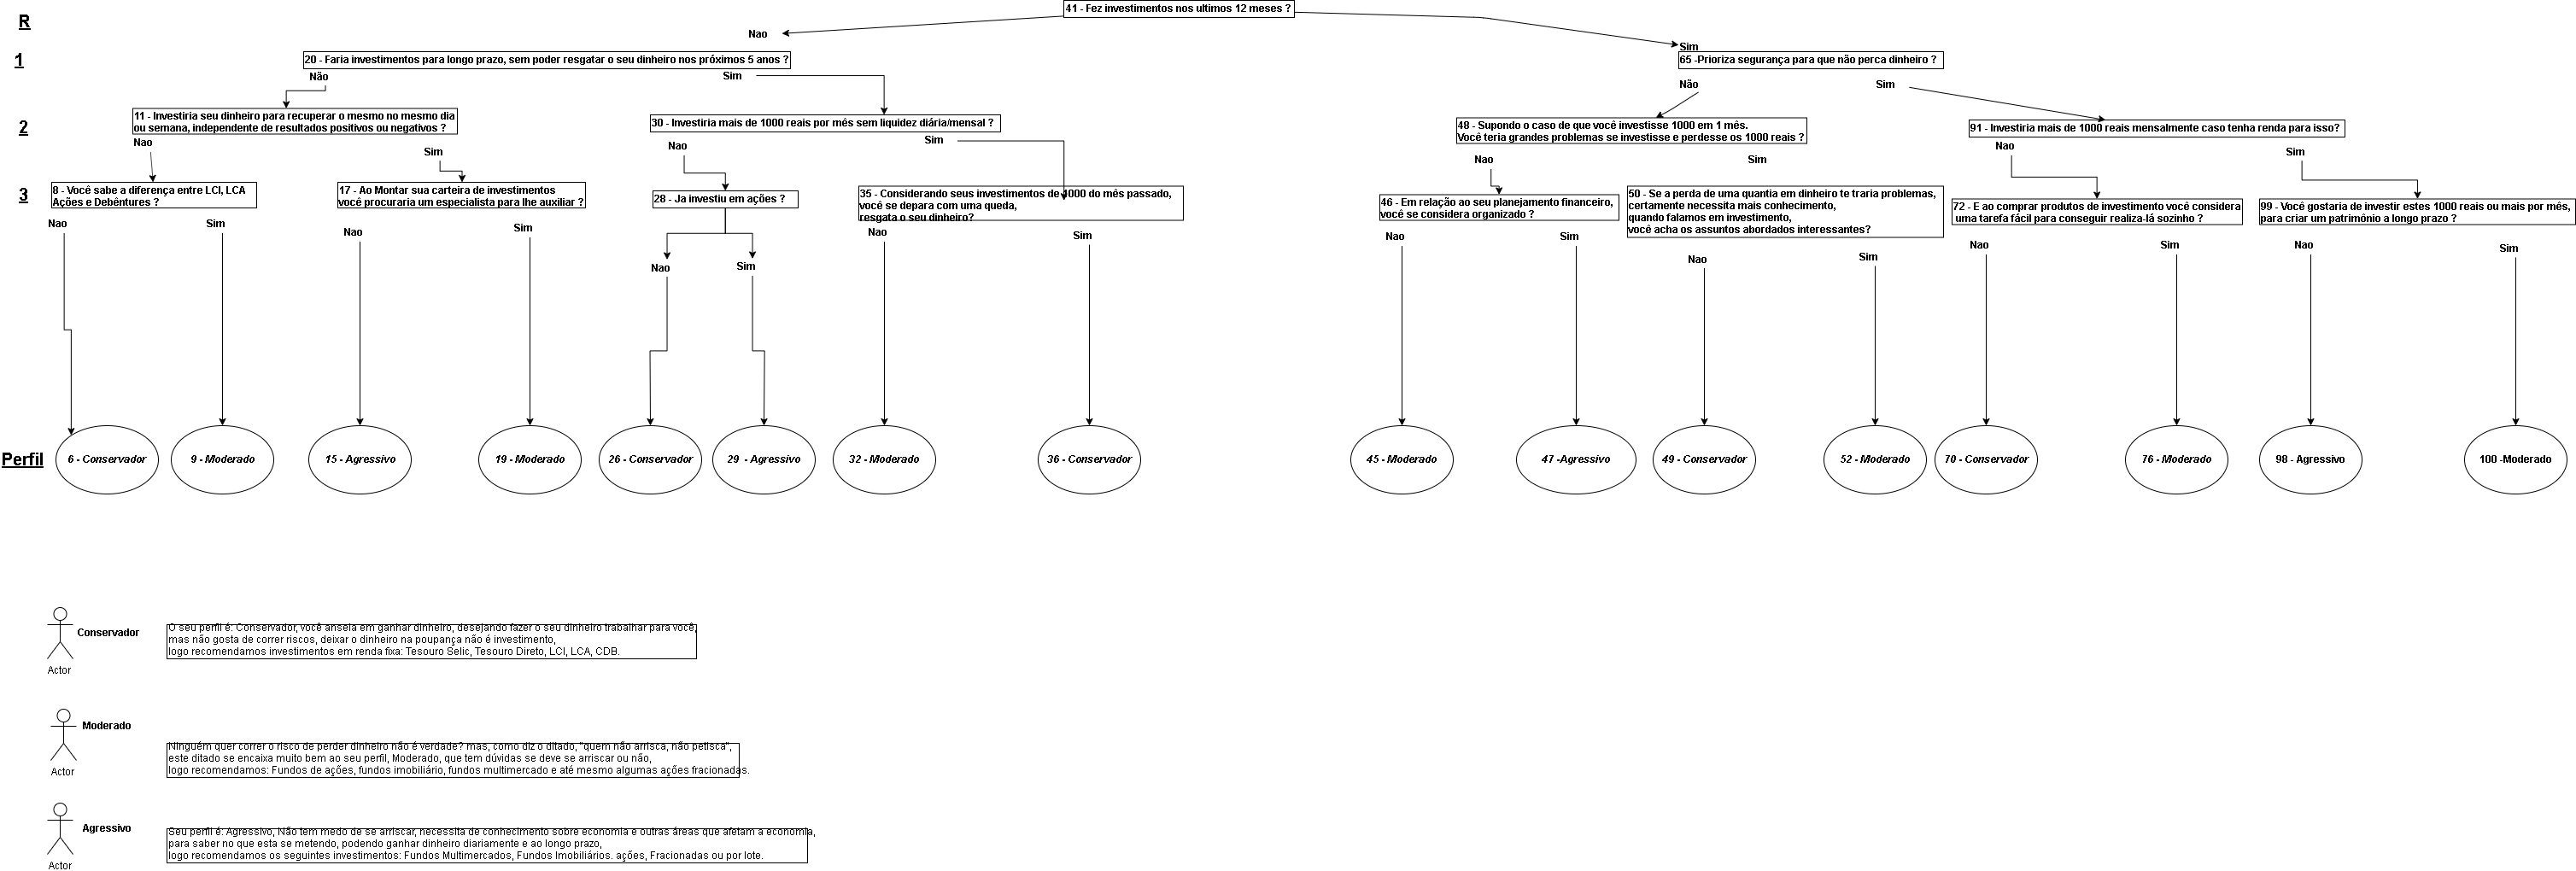 R
41 - Fez investimentos nos ultimos 12 meses ?
Nao
Sim
1
20 - Faria investimentos para longo prazo, sem poder resgatar o seu dinheiro nos próximos 5 anos ?
65 -Prioriza segurança para que não perca dinheiro ?
Não
Sim
Não
Sim
2
11 - Investiria seu dinheiro para recuperar o mesmo no mesmo dia
ou semana, independente de resultados positivos ou negativos ?
30 - Investiria mais de 1000 reais por mês sem liquidez diária/mensal ?
48 - Supondo o caso de que você investisse 1000 em 1 mês.
Você teria grandes problemas se investisse e perdesse os 1000 reais ?
91 - Investiria mais de 1000 reais mensalmente caso tenha renda para isso?
Nao
Sim
Nao
Sim
Nao
Sim
Nao
Sim
3
8 - Você sabe a diferença entre LCI, LCA
Ações e Debêntures ?
17 - Ao Montar sua carteira de investimentos
você procuraria um especialista para lhe auxiliar ?
28 - Ja investiu em ações ?
35 - Considerando seus investimentos de 1000 do mês passado,
você se depara com uma queda,
resgata o seu dinheiro?
46 - Em relação ao seu planejamento financeiro,
você se considera organizado ?
50 - Se a perda de uma quantia em dinheiro te traria problemas,
certamente necessita mais conhecimento,
quando falamos em investimento,
você acha os assuntos abordados interessantes?
72 - E ao comprar produtos de investimento você considera
uma tarefa fácil para conseguir realiza-lá sozinho ?
99 - Você gostaria de investir estes 1000 reais ou mais por mês,
para criar um patrimônio a longo prazo ?
Nao
Sim
Nao
Sim
Nao
Sim
Nao
Sim
Nao
Sim
Nao
Sim
Nao
Sim
Nao
Sim
Perfil
6 - Conservador
9 - Moderado
15 - Agressivo
19 - Moderado
26 - Conservador
29 - Agressivo
32 - Moderado
36 - Conservador
45 - Moderado
47 -Agressivo
49 - Conservador
52 - Moderado
70 - Conservador
76 - Moderado
98 - Agressivo
100 -Moderado
Conservador
Actor
O seu perfil é: Conservador, você anseia em ganhar dinheiro, desejando fazer o seu dinheiro trabalhar para você,
mas não gosta de correr riscos, deixar o dinheiro na poupança não é investimento,
logo recomendamos investimentos em renda fixa: Tesouro Selic, Tesouro Direto, LCI, LCA, CDB.
Moderado
Actor
Ninguém quer correr o risco de perder dinheiro não é verdade? mas, como diz o ditado, "quem não arrisca, não petisca",
este ditado se encaixa muito bem ao seu perfil, Moderado, que tem dúvidas se deve se arriscar ou não,
logo recomendamos: Fundos de ações, fundos imobiliário, fundos multimercado e até mesmo algumas ações fracionadas.
Agressivo
Actor
Seu perfil é: Agressivo, Não tem medo de se arriscar, necessita de conhecimento sobre economia e outras áreas que afetam a economia,
para saber no que esta se metendo, podendo ganhar dinheiro diariamente e ao longo prazo,
logo recomendamos os seguintes investimentos: Fundos Multimercados, Fundos Imobiliários. ações, Fracionadas ou por lote.